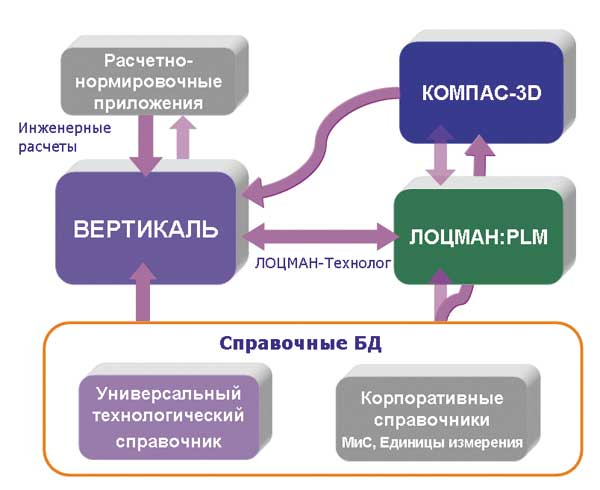 Расчетно-
нормировочные
приложения
КОМПАС-3D
Инженерные
расчеты
ВЕРТИКАЛЬ
ЛОЦМАН:PLM
ЛОЦМАН-Технолог
Справочные БД
Универсальный
технологический
справочник
Корпоративные
справочники
МиС, Единицы измерения